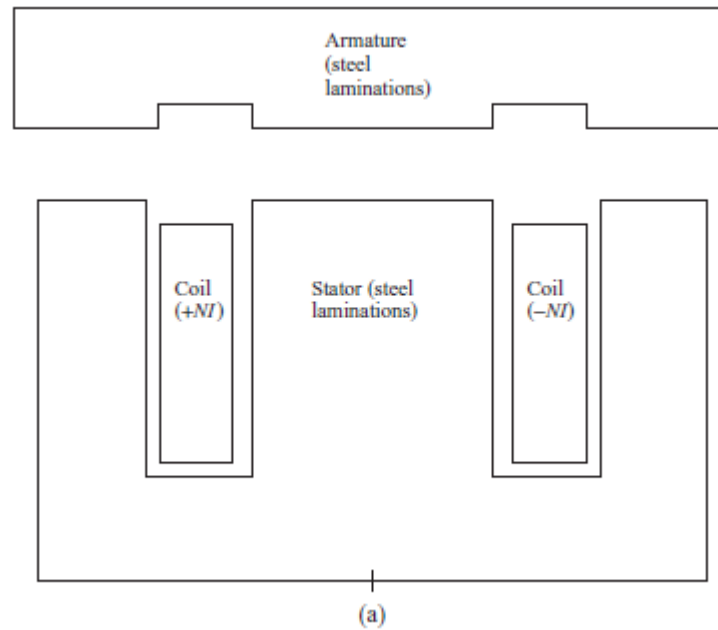 Armature
(steel
laminations)
Coil
(+NI)
Stator (steel
laminations)
Coil
(–NI)
(a)